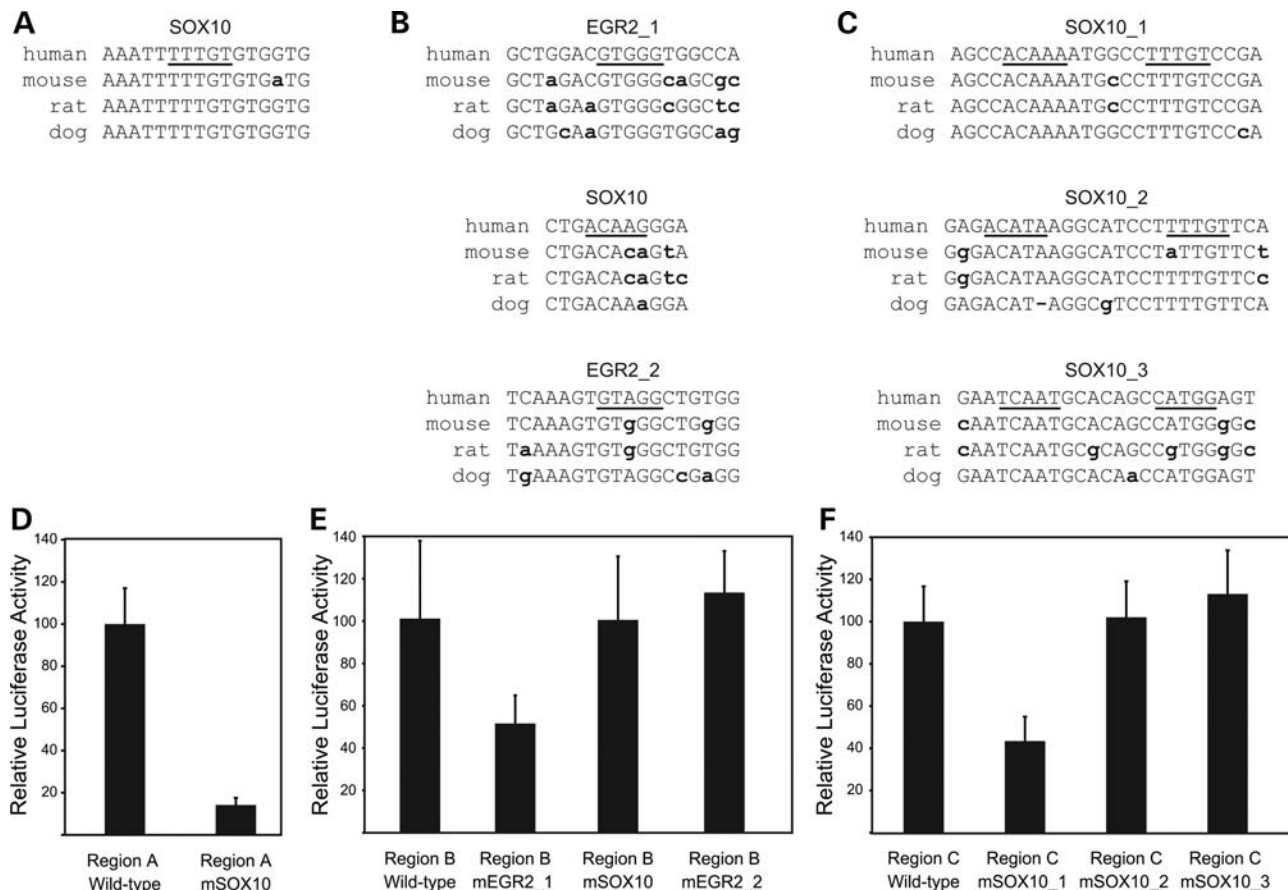 A
SOX10
human AAATTTTTGTGTGGTG
mouse AAATTTTTGTGTGaTG
rat AAATTTTTGTGTGGTG
dog AAATTTTTGTGTGGTG
B
EGR2_1
human GCTGGACGTGGGTGGCCA
mouse GCTaGACGTGGGcaGCgc
rat GCTaGAaGTGGGcGGCtc
dog GCTGcAaGTGGGTGGCag
SOX10
human CTGACAAGGGA
mouse CTGACAcaGtA
rat CTGACAcaGtc
dog CTGACAAaGGA
EGR2_2
human TCAAAGTGTAGGCTGTGG
mouse TCAAAGTGTgGGCTGgGG
rat TaAAAGTGTgGGCTGTGG
dog TgAAAGTGTAGGCcGaGG
C
SOX10_1
human AGCCACAAAATGGCCTTTGTCCGA
mouse AGCCACAAAATGcCCTTTGTCCGA
rat AGCCACAAAATGcCCTTTGTCCGA
dog AGCCACAAAATGGCCTTTGTCCcA
SOX10_2
human GAGACATAAGGCATCCTTTTGTTCA
mouse GgGACATAAGGCATCCTaTTGTTCt
rat GgGACATAAGGCATCCTTTTGTTCc
dog GAGACAT-AGGCgTCCTTTTGTTCA
SOX10_3
human GAATCAATGCACAGCCATGGAGT
mouse cAATCAATGCACAGCCATGGgGc
rat cAATCAATGCgCAGCCgTGGgGc
dog GAATCAATGCACAaCCATGGAGT
D
Relative Luciferase Activity
140
120
100
80
60
40
20
Region A
Wild-type
Region A
mSOX10
E
Relative Luciferase Activity
140
120
100
80
60
40
20
Region B
Wild-type
Region B
mEGR2_1
Region B
mSOX10
Region B
mEGR2_2
F
Relative Luciferase Activity
140
120
100
80
60
40
20
Region C
Wild-type
Region C
mSOX10_1
Region C
mSOX10_2
Region C
mSOX10_3